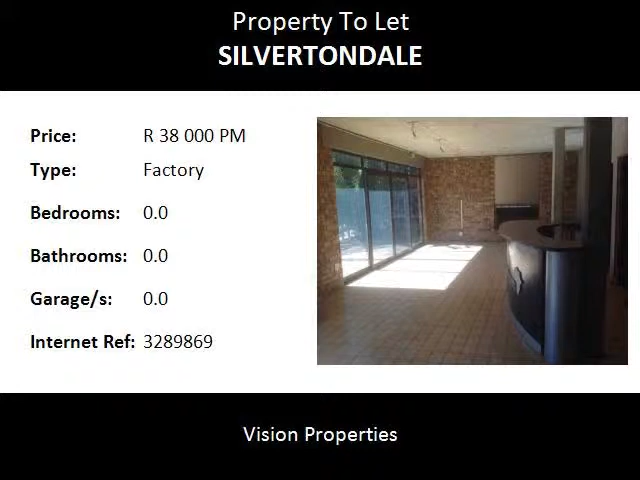 Property To Let
SILVERTONDALE
Price: R 38 000 PM
Type: Factory
Bedrooms: 0.0
Bathrooms: 0.0
Garage/s: 0.0
Internet Ref: 3289869
Vision Properties